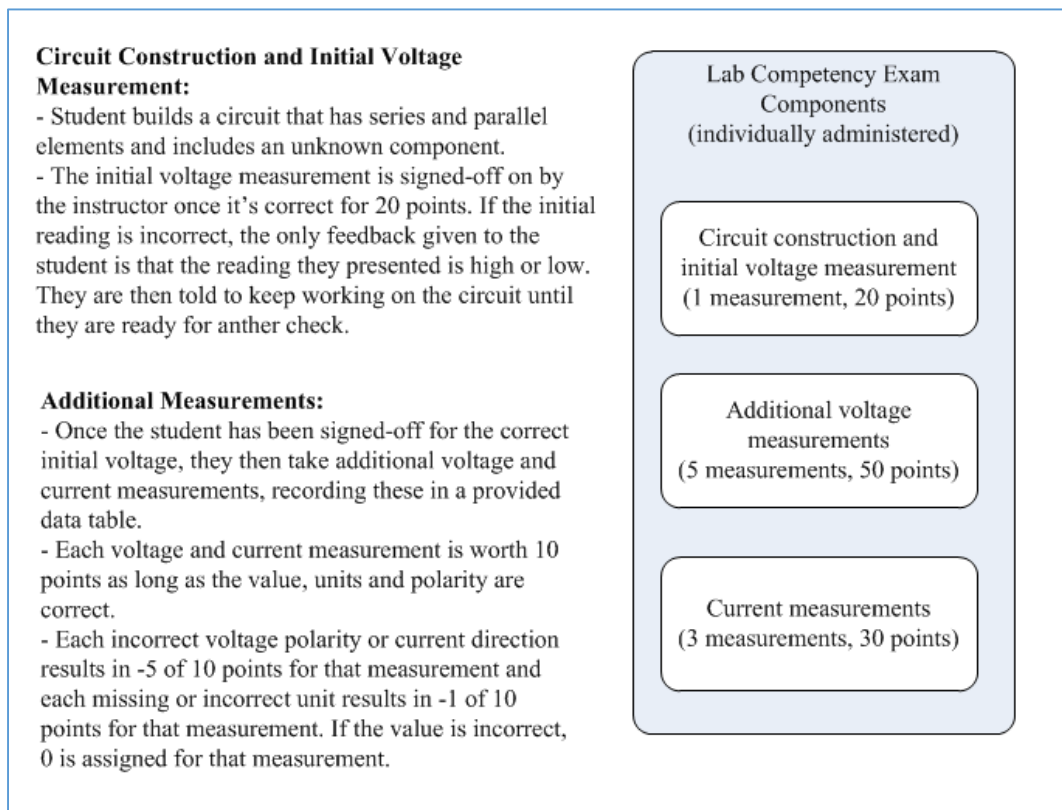 Circuit Construction and Initial Voltage
Measurement:
- Student builds a circuit that has series and parallel
elements and includes an unknown component.
- The initial voltage measurement is signed-off on by
the instructor once it’s correct for 20 points. If the initial
reading is incorrect, the only feedback given to the
student is that the reading they presented is high or low.
They are then told to keep working on the circuit until
they are ready for anther check.
Additional Measurements:
- Once the student has been signed-off for the correct
initial voltage, they then take additional voltage and
current measurements, recording these in a provided
data table.
- Each voltage and current measurement is worth 10
points as long as the value, units and polarity are
correct.
- Each incorrect voltage polarity or current direction
results in -5 of 10 points for that measurement and
each missing or incorrect unit results in -1 of 10
points for that measurement. If the value is incorrect,
0 is assigned for that measurement.
Lab Competency Exam
Components
(individually administered)
Circuit construction and
initial voltage measurement
(1 measurement, 20 points)
Additional voltage
measurements
(5 measurements, 50 points)
Current measurements
(3 measurements, 30 points)